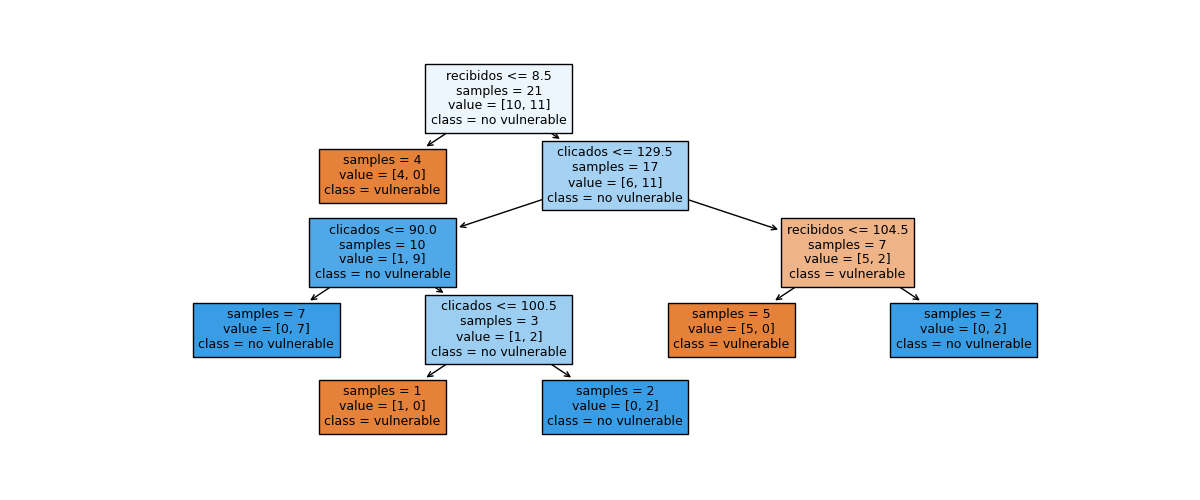 recibidos <= 8.5
samples = 21
value = [10, 11]
class = no vulnerable
samples = 4
value = [4, 0]
class = vulnerable
clicados <= 129.5
samples = 17
value = [6, 11]
class = no vulnerable
clicados <= 90.0
samples = 10
value = [1, 9]
class = no vulnerable
recibidos <= 104.5
samples = 7
value = [5, 2]
class = vulnerable
samples = 7
value = [0, 7]
class = no vulnerable
clicados <= 100.5
samples = 3
value = [1, 2]
class = no vulnerable
samples = 5
value = [5, 0]
class = vulnerable
samples = 2
value = [0, 2]
class = no vulnerable
samples = 1
value = [1, 0]
class = vulnerable
samples = 2
value = [0, 2]
class = no vulnerable